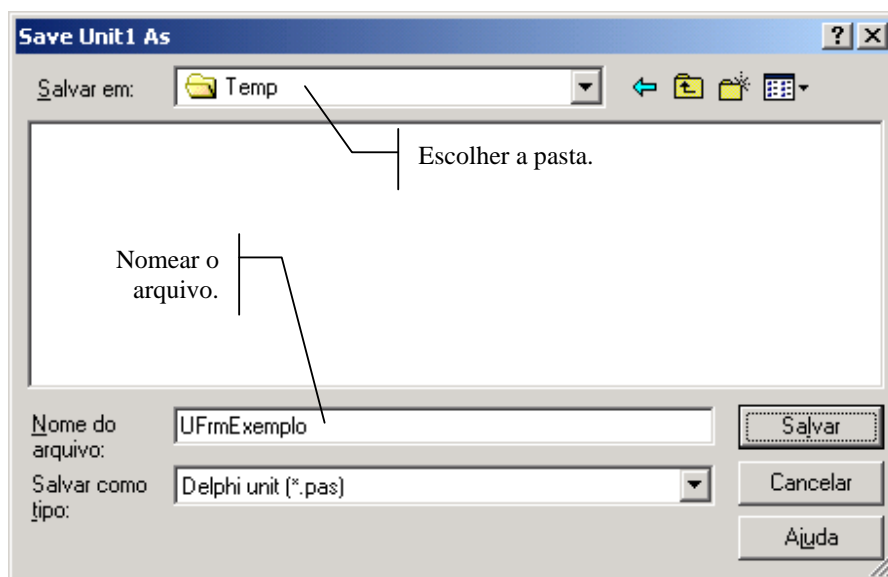 Save Unit1 As
Salvar em:
Temp
Escolher a pasta.
Nomear o
arquivo.
Nome do
arquivo:
UFrmExemplo
Salvar
Salvar como
tipo:
Delphi unit (*.pas)
Cancelar
Ajuda